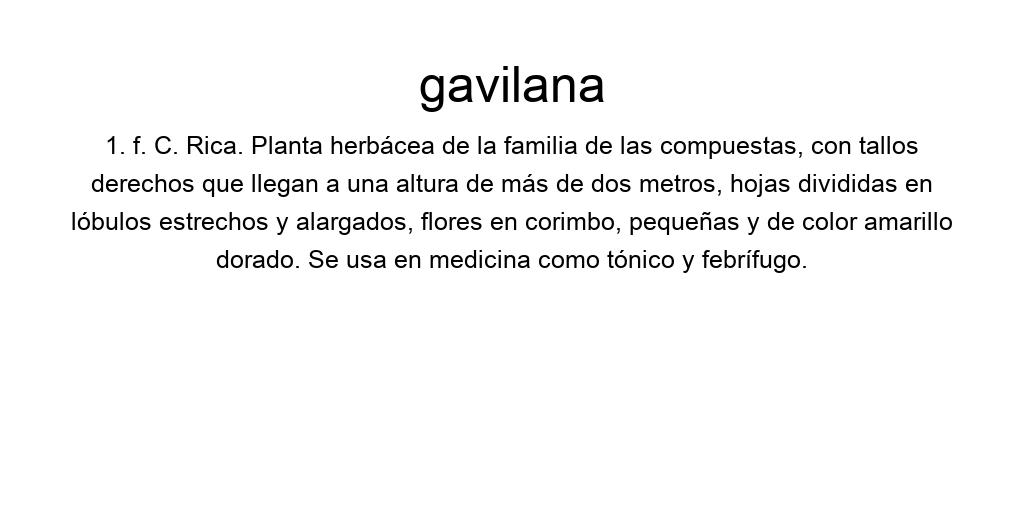 gavilana
1. f. C. Rica. Planta herbácea de la familia de las compuestas, con tallos
derechos que llegan a una altura de más de dos metros, hojas divididas en
lóbulos estrechos y alargados, flores en corimbo, pequeñas y de color amarillo
dorado. Se usa en medicina como tónico y febrífugo.